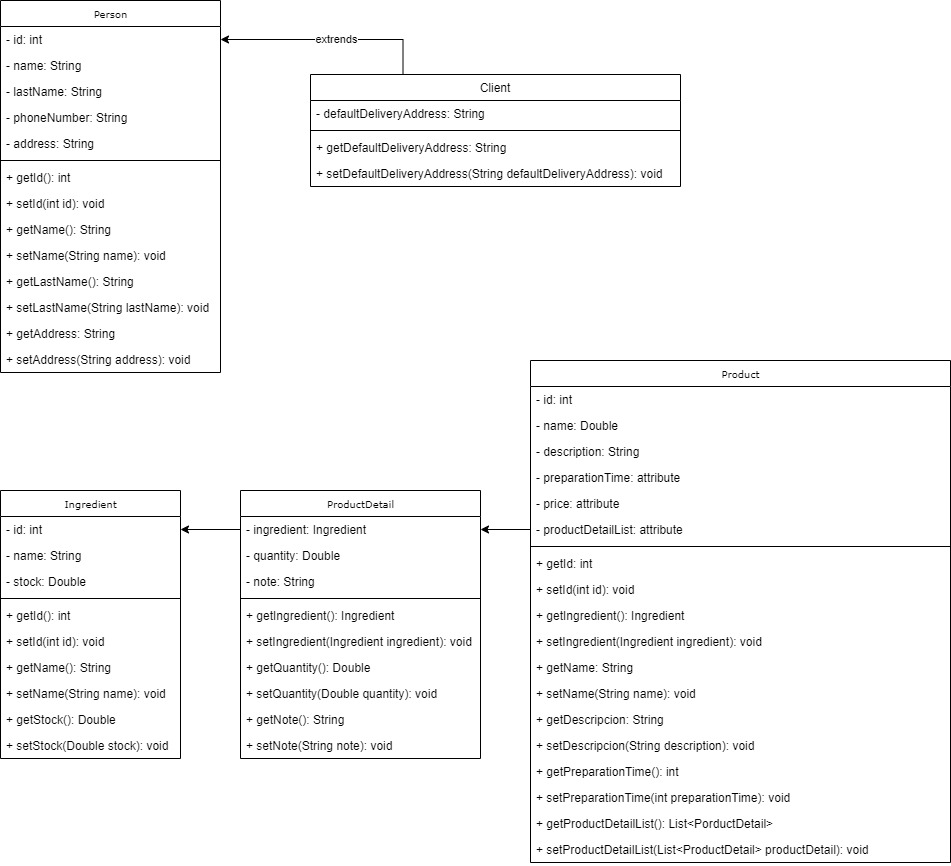 Person
- id: int
- name: String
- lastName: String
- phoneNumber: String
- address: String
+ getId(): int
+ setId(int id): void
+ getName(): String
+ setName(String name): void
+ getLastName(): String
+ setLastName(String lastName): void
+ getAddress: String
+ setAddress(String address): void
extrends
Client
- defaultDeliveryAddress: String
+ getDefaultDeliveryAddress: String
+ setDefaultDeliveryAddress(String defaultDeliveryAddress): void
Ingredient
- id: int
- name: String
- stock: Double
+ getId(): int
+ setId(int id): void
+ getName(): String
+ setName(String name): void
+ getStock(): Double
+ setStock(Double stock): void
ProductDetail
- ingredient: Ingredient
- quantity: Double
- note: String
+ getIngredient(): Ingredient
+ setIngredient(Ingredient ingredient): void
+ getQuantity(): Double
+ setQuantity(Double quantity): void
+ getNote(): String
+ setNote(String note): void
Product
- id: int
- name: Double
- description: String
- preparationTime: attribute
- price: attribute
- productDetailList: attribute
+ getId: int
+ setId(int id): void
+ getIngredient(): Ingredient
+ setIngredient(Ingredient ingredient): void
+ getName: String
+ setName(String name): void
+ getDescripcion: String
+ setDescripcion(String description): void
+ getPreparationTime(): int
+ setPreparationTime(int preparationTime): void
+ getProductDetailList(): List<PorductDetail>
+ setProductDetailList(List<ProductDetail> productDetail): void